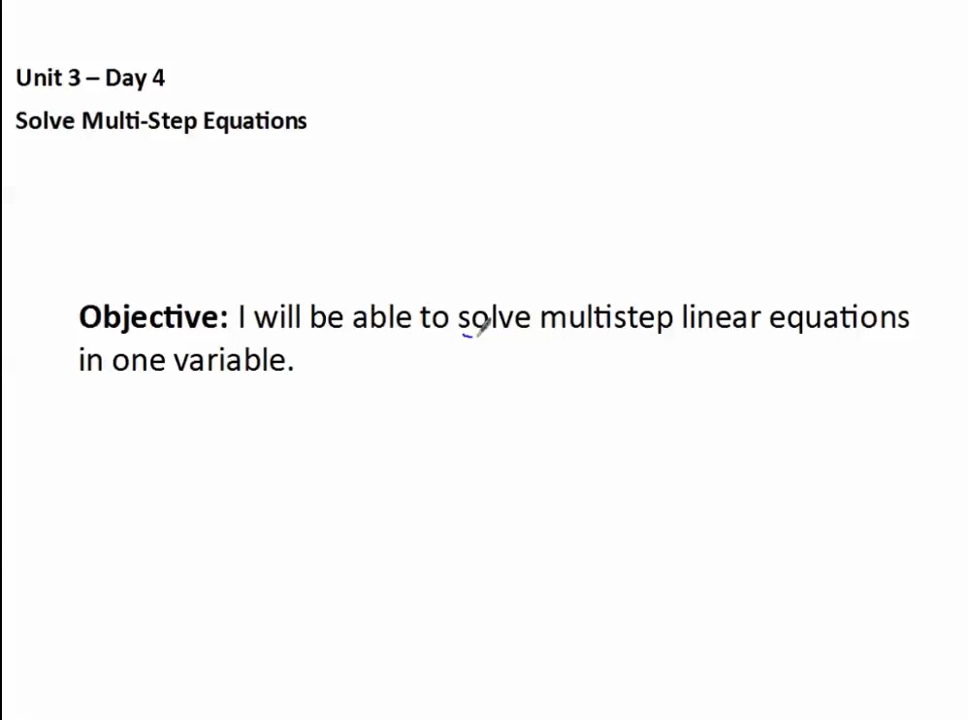 Unit 3 – Day 4
Solve Multi-Step Equations
Objective: I will be able to solve multistep linear equations
in one variable.